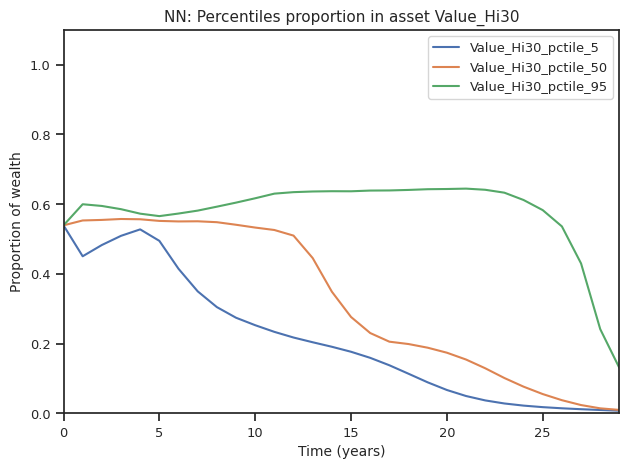 NN: Percentiles proportion in asset Value_Hi30
Value_Hi30_pctile_5
Value_Hi30_pctile_50
Value_Hi30_pctile_95
Proportion of wealth
1.0
0.8
0.6
0.4
0.2
0.0
0 5 10 15 20 25
Time (years)